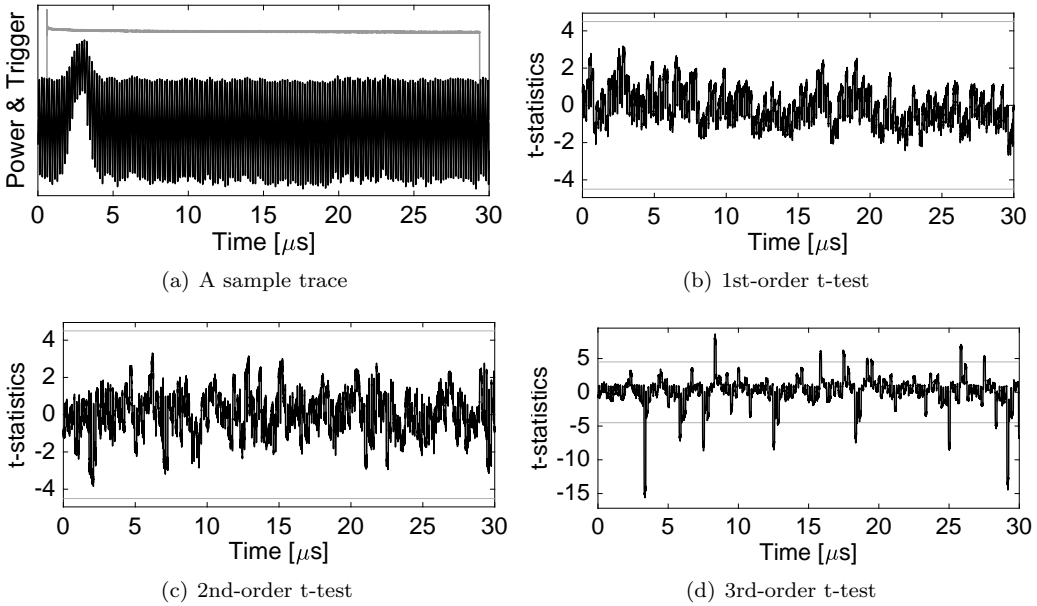 Power & Trigger
0 5 10 15 20 25 30
Time [μs]
(a) A sample trace
t-statistics
4
2
0
-2
-4
0 5 10 15 20 25 30
Time [μs]
(b) 1st-order t-test
t-statistics
4
2
0
-2
-4
0 5 10 15 20 25 30
Time [μs]
(c) 2nd-order t-test
t-statistics
5
0
-5
-10
-15
0 5 10 15 20 25 30
Time [μs]
(d) 3rd-order t-test